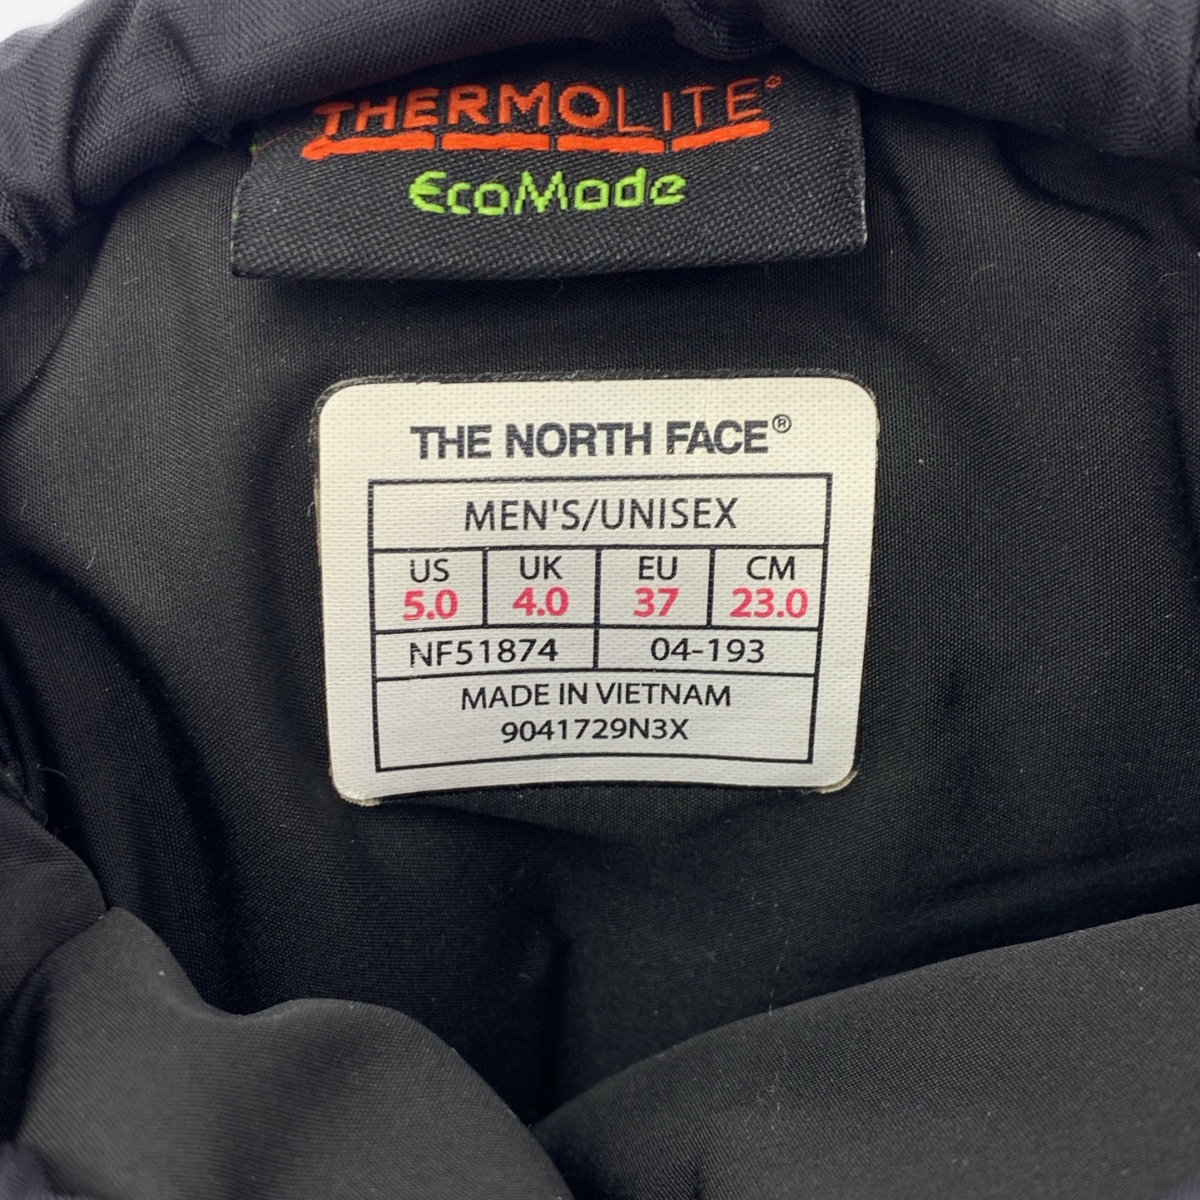 THERMOLITE®
EcoMade
THE NORTH FACE®
MEN'S/UNISEX
US UK EU CM
5.0 4.0 37 23.0
NF51874 04-193
MADE IN VIETNAM
9041729N3X